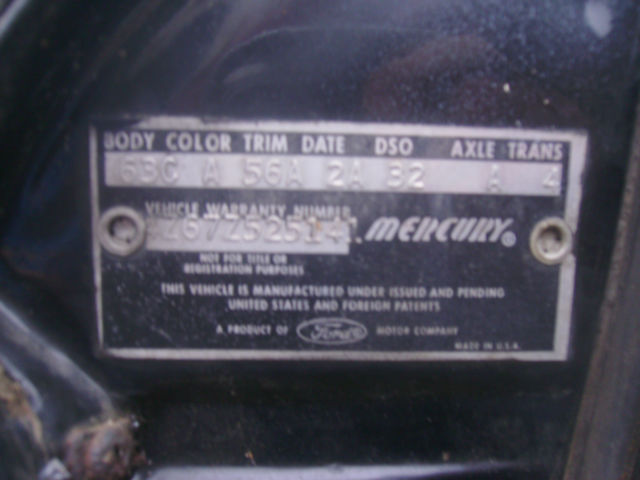 BODY COLOR TRIM DATE DSO AXLE TRANS
63C A 56A 2A 32 A 4
VEHICLE WARRANTY NUMBER
MERCURY
NOT FOR TITLE OR
REGISTRATION PURPOSES
THIS VEHICLE IS MANUFACTURED UNDER ISSUED AND PENDING
UNITED STATES AND FOREIGN PATENTS
A PRODUCT OF Ford MOTOR COMPANY
MADE IN U.S.A.